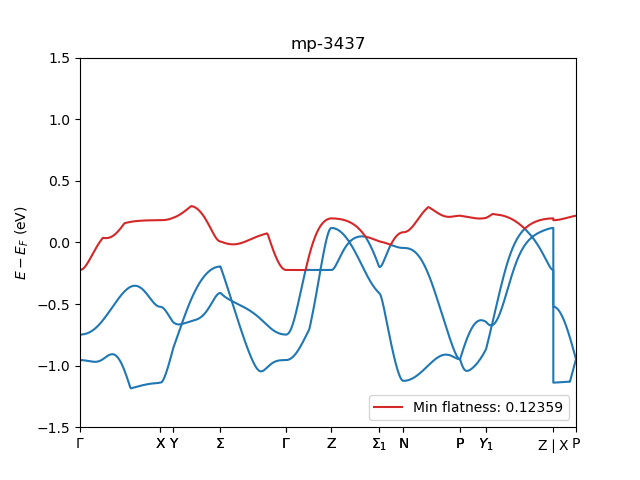 mp-3437
1.5
1.0
0.5
0.0
−0.5
−1.0
−1.5
E − E_F (eV)
Min flatness: 0.12359
Γ X Y Σ Γ Z Σ₁ N P Y₁ Z | X P